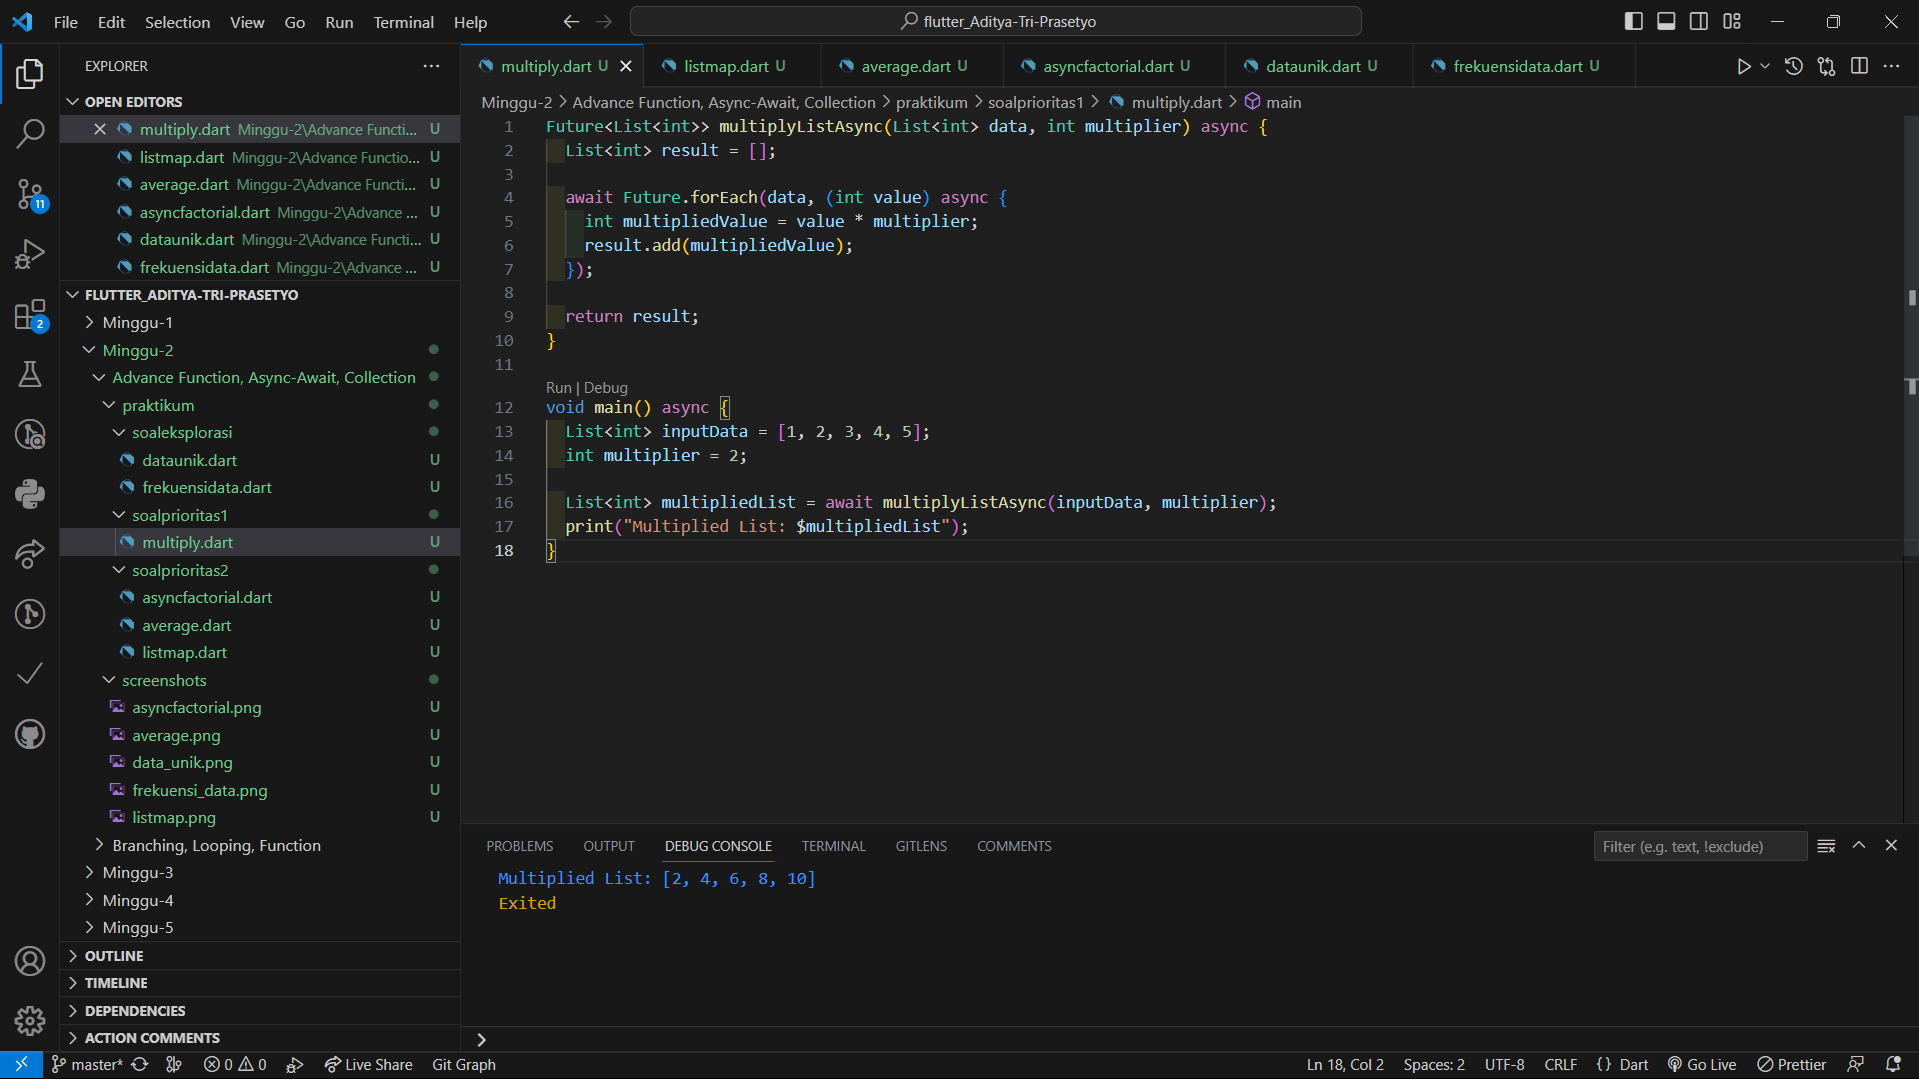 File Edit Selection View Go Run Terminal Help
flutter_Aditya-Tri-Prasetyo
EXPLORER
OPEN EDITORS
multiply.dart Minggu-2\Advance Functi... U
listmap.dart Minggu-2\Advance Functio... U
average.dart Minggu-2\Advance Functi... U
asyncfactorial.dart Minggu-2\Advance ... U
dataunik.dart Minggu-2\Advance Functi... U
frekuensidata.dart Minggu-2\Advance ... U
FLUTTER_ADITYA-TRI-PRASETYO
Minggu-1
Minggu-2
Advance Function, Async-Await, Collection
praktikum
soaleksplorasi
dataunik.dart U
frekuensidata.dart U
soalprioritas1
multiply.dart U
soalprioritas2
asyncfactorial.dart U
average.dart U
listmap.dart U
screenshots
asyncfactorial.png U
average.png U
data_unik.png U
frekuensi_data.png U
listmap.png U
Branching, Looping, Function
Minggu-3
Minggu-4
Minggu-5
OUTLINE
TIMELINE
DEPENDENCIES
ACTION COMMENTS
11
2
multiply.dart U listmap.dart U average.dart U asyncfactorial.dart U dataunik.dart U frekuensidata.dart U
Minggu-2 > Advance Function, Async-Await, Collection > praktikum > soalprioritas1 > multiply.dart > main
1 Future<List<int>> multiplyListAsync(List<int> data, int multiplier) async {
2 List<int> result = [];
3
4 await Future.forEach(data, (int value) async {
5 int multipliedValue = value * multiplier;
6 result.add(multipliedValue);
7 });
8
9 return result;
10 }
11
Run | Debug
12 void main() async {
13 List<int> inputData = [1, 2, 3, 4, 5];
14 int multiplier = 2;
15
16 List<int> multipliedList = await multiplyListAsync(inputData, multiplier);
17 print("Multiplied List: $multipliedList");
18 }
PROBLEMS OUTPUT DEBUG CONSOLE TERMINAL GITLENS COMMENTS
Filter (e.g. text, !exclude)
Multiplied List: [2, 4, 6, 8, 10]
Exited
master* 0 0 Live Share Git Graph
Ln 18, Col 2 Spaces: 2 UTF-8 CRLF {} Dart Go Live Prettier